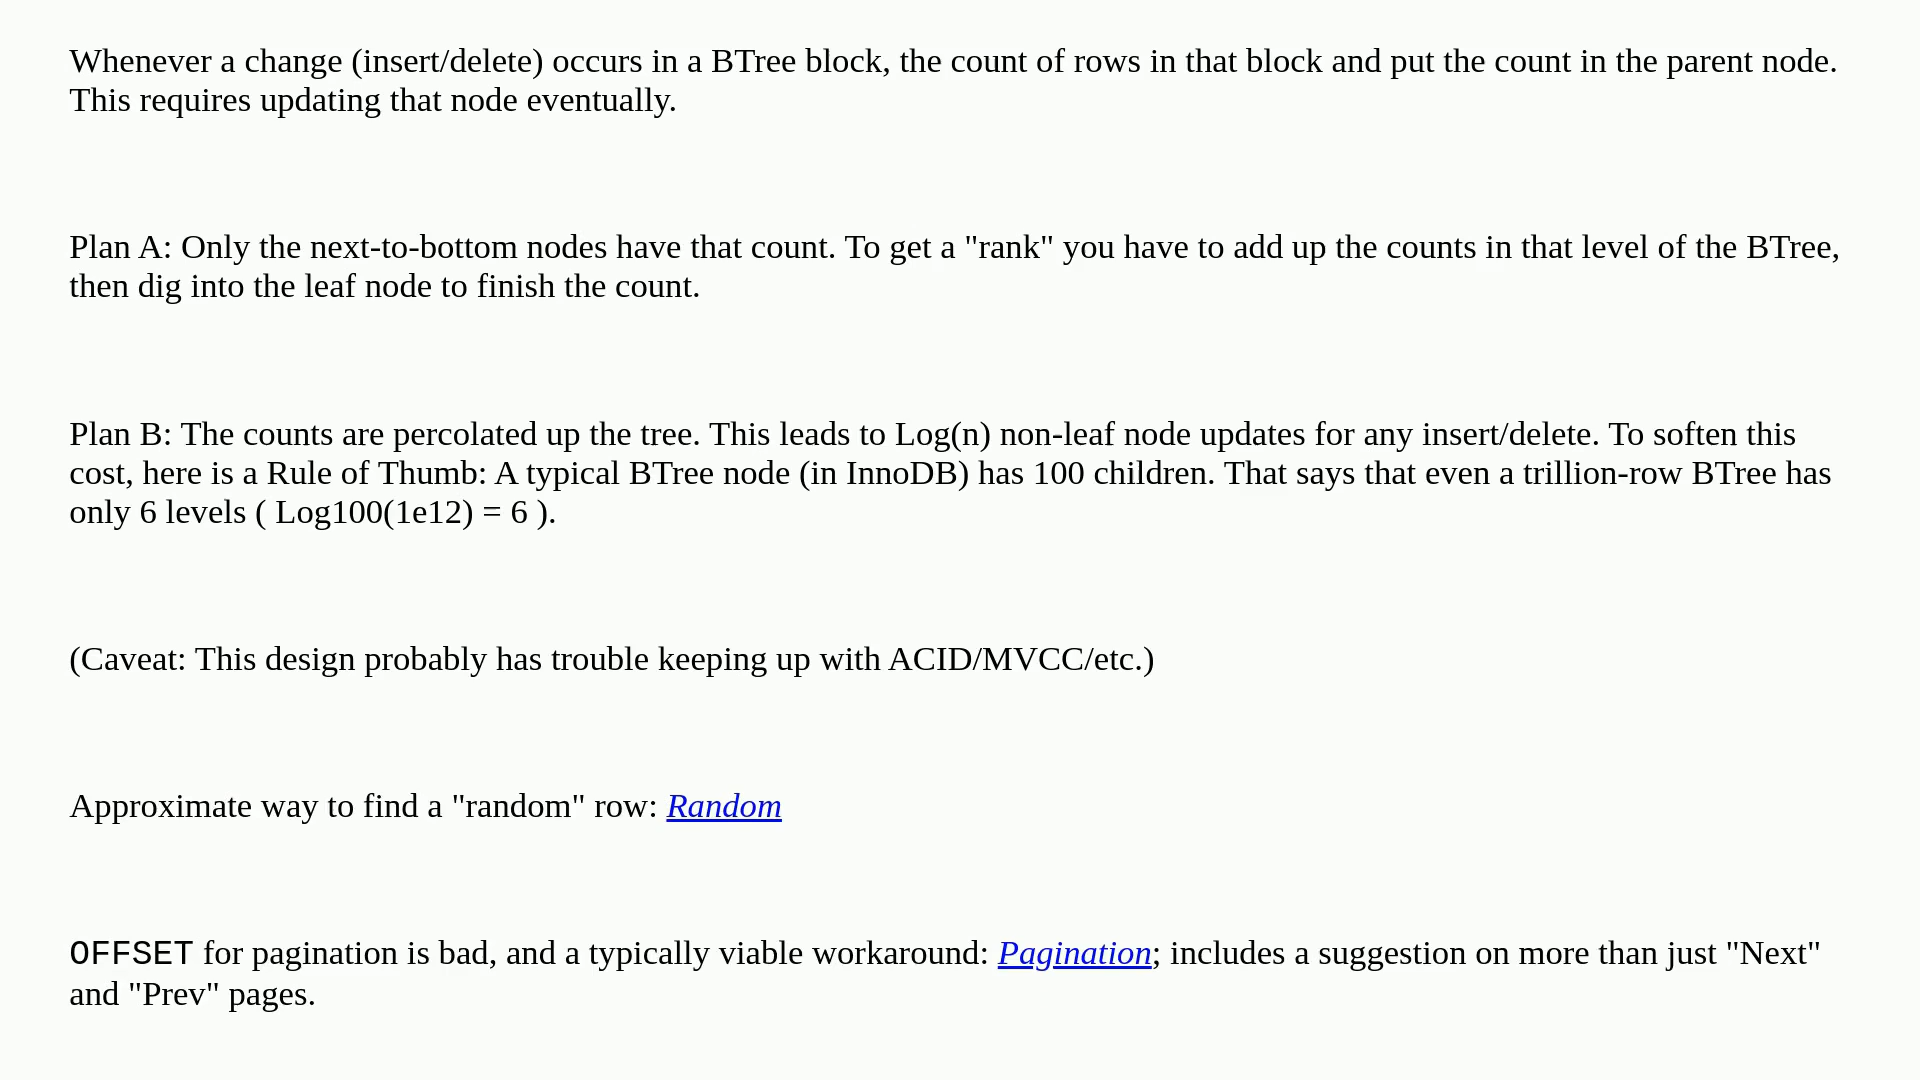 Whenever a change (insert/delete) occurs in a BTree block, the count of rows in that block and put the count in the parent node.
This requires updating that node eventually.
Plan A: Only the next-to-bottom nodes have that count. To get a "rank" you have to add up the counts in that level of the BTree,
then dig into the leaf node to finish the count.
Plan B: The counts are percolated up the tree. This leads to Log(n) non-leaf node updates for any insert/delete. To soften this
cost, here is a Rule of Thumb: A typical BTree node (in InnoDB) has 100 children. That says that even a trillion-row BTree has
only 6 levels ( Log100(1e12) = 6 ).
(Caveat: This design probably has trouble keeping up with ACID/MVCC/etc.)
Approximate way to find a "random" row: Random
OFFSET for pagination is bad, and a typically viable workaround: Pagination; includes a suggestion on more than just "Next"
and "Prev" pages.